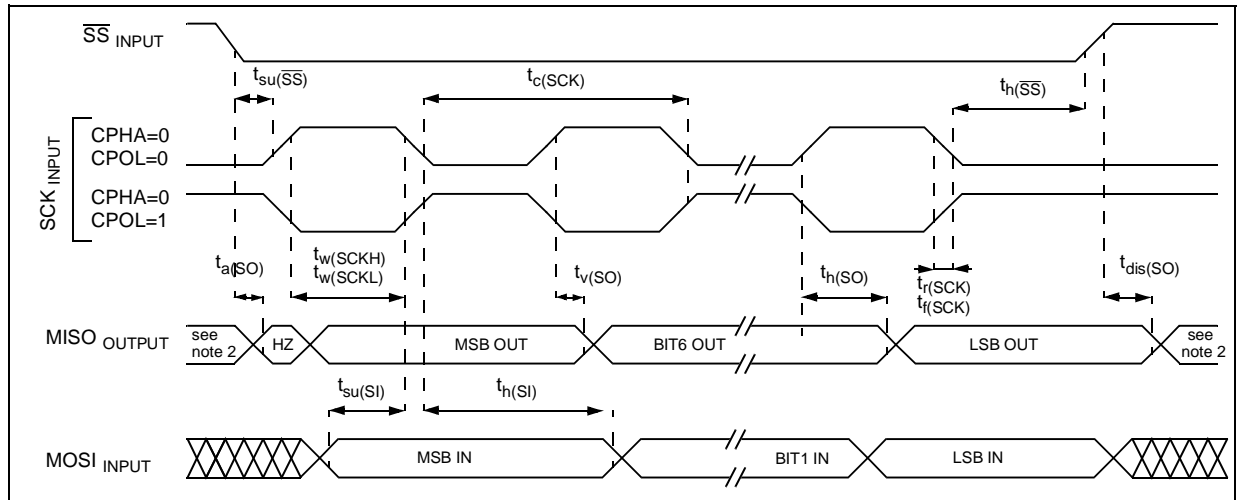 SS INPUT
tsu(SS)
tc(SCK)
th(SS)
SCK INPUT
CPHA=0
CPOL=0
CPHA=0
CPOL=1
ta(SO)
tw(SCKH)
tw(SCKL)
tv(SO)
th(SO)
tr(SCK)
tf(SCK)
tdis(SO)
MISO OUTPUT
see
note 2
HZ
MSB OUT
BIT6 OUT
LSB OUT
see
note 2
tsu(SI)
th(SI)
MOSI INPUT
MSB IN
BIT1 IN
LSB IN